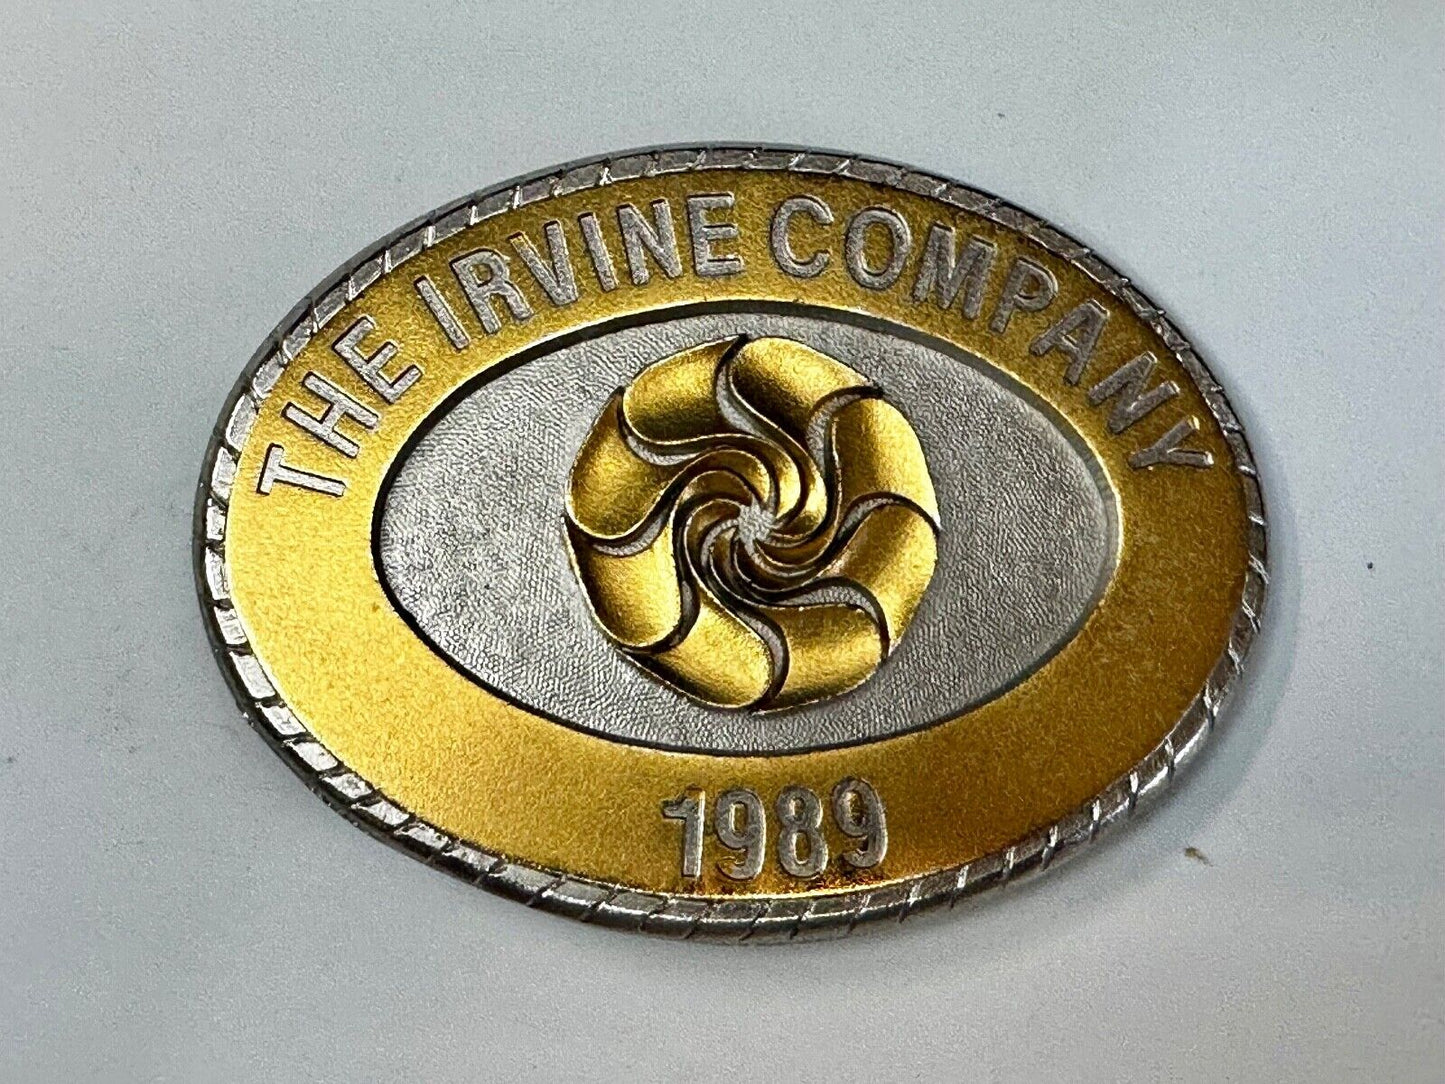 THE IRVINE COMPANY
1989